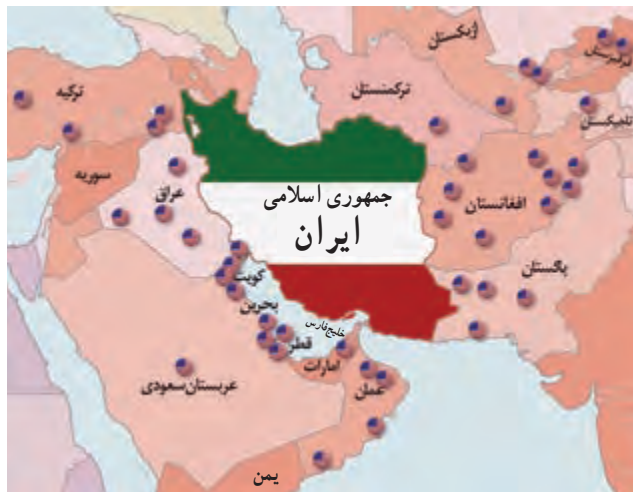 ازبکستان
قرقیزستان
ترکیه
ترکمنستان
تاجیکستان
سوریه
جمهوری اسلامی
ایران
عراق
افغانستان
پاکستان
کویت
بحرین
خلیج فارس
قطر
امارات
عمان
عربستان سعودی
یمن